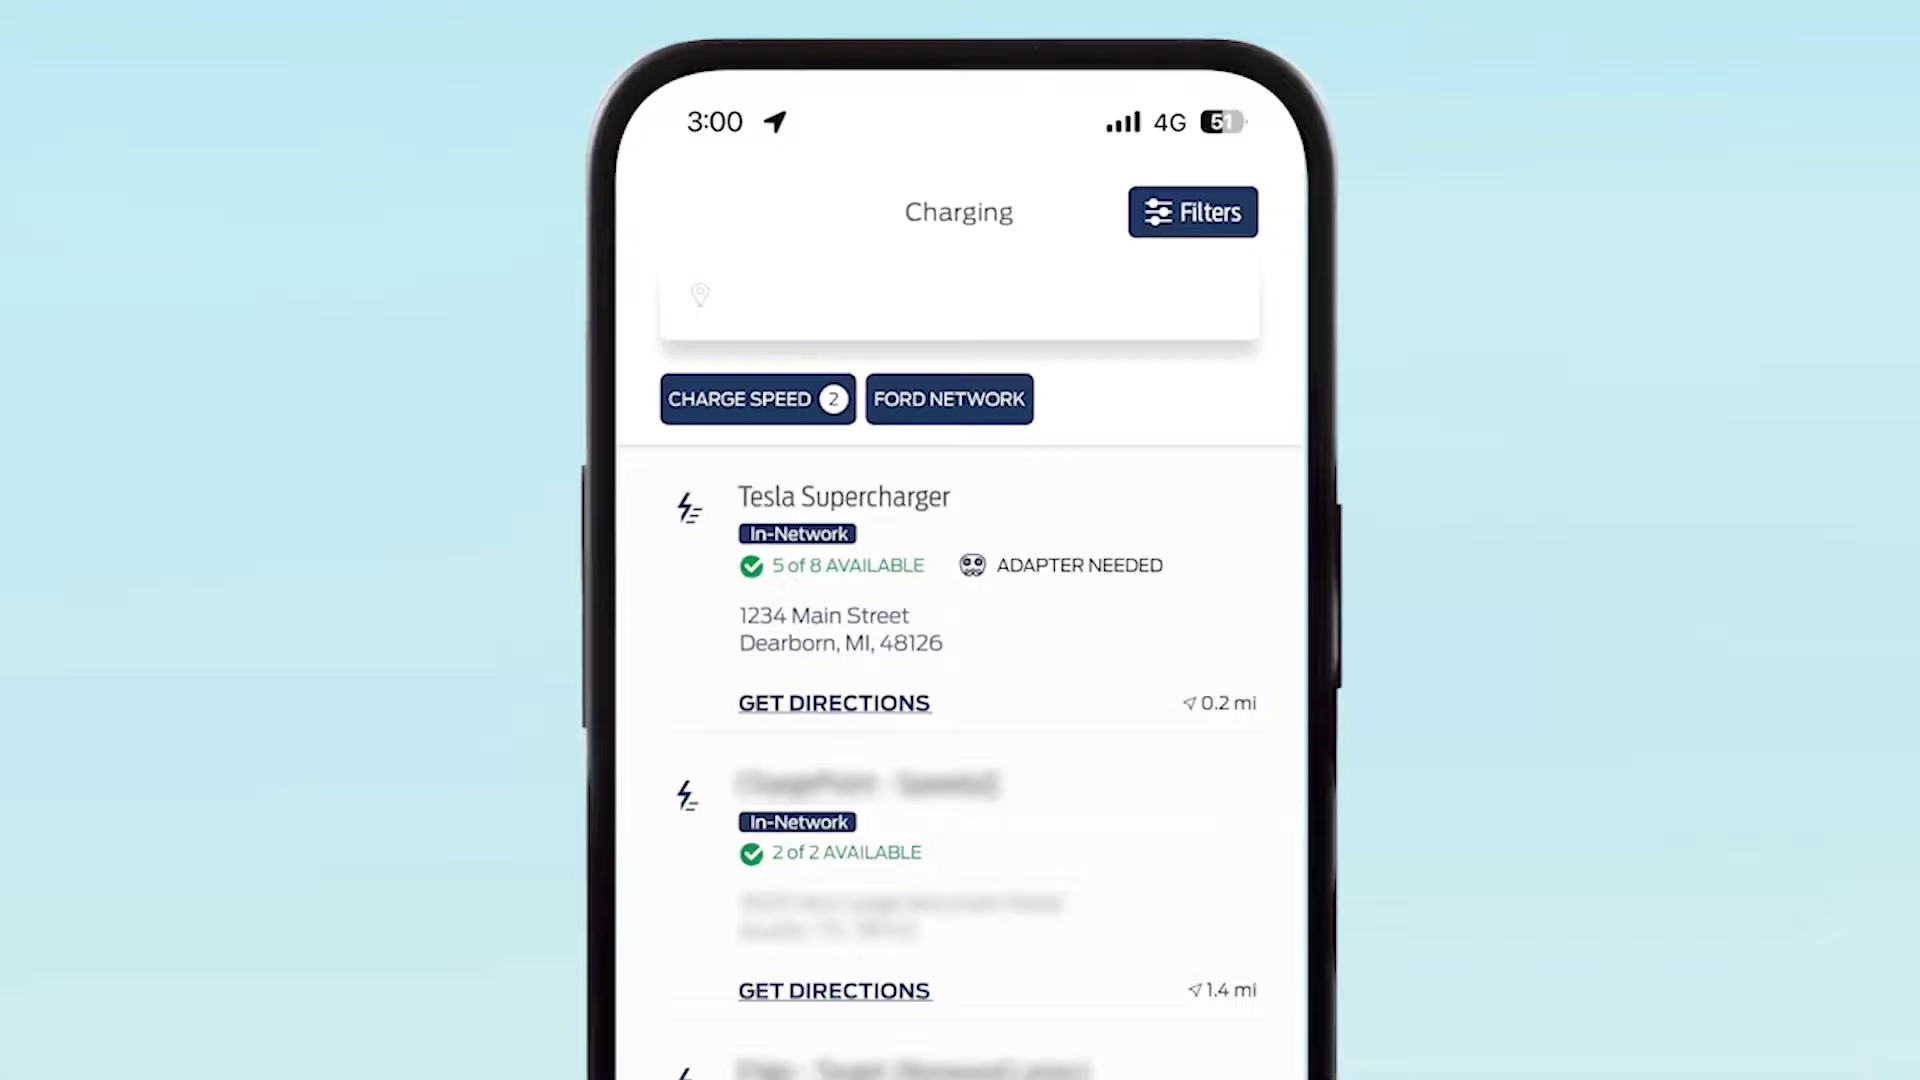 3:00 4G 51
Charging
Filters
CHARGE SPEED 2 FORD NETWORK
Tesla Supercharger
In-Network
5 of 8 AVAILABLE ADAPTER NEEDED
1234 Main Street
Dearborn, MI, 48126
GET DIRECTIONS 0.2 mi
In-Network
2 of 2 AVAILABLE
GET DIRECTIONS 1.4 mi